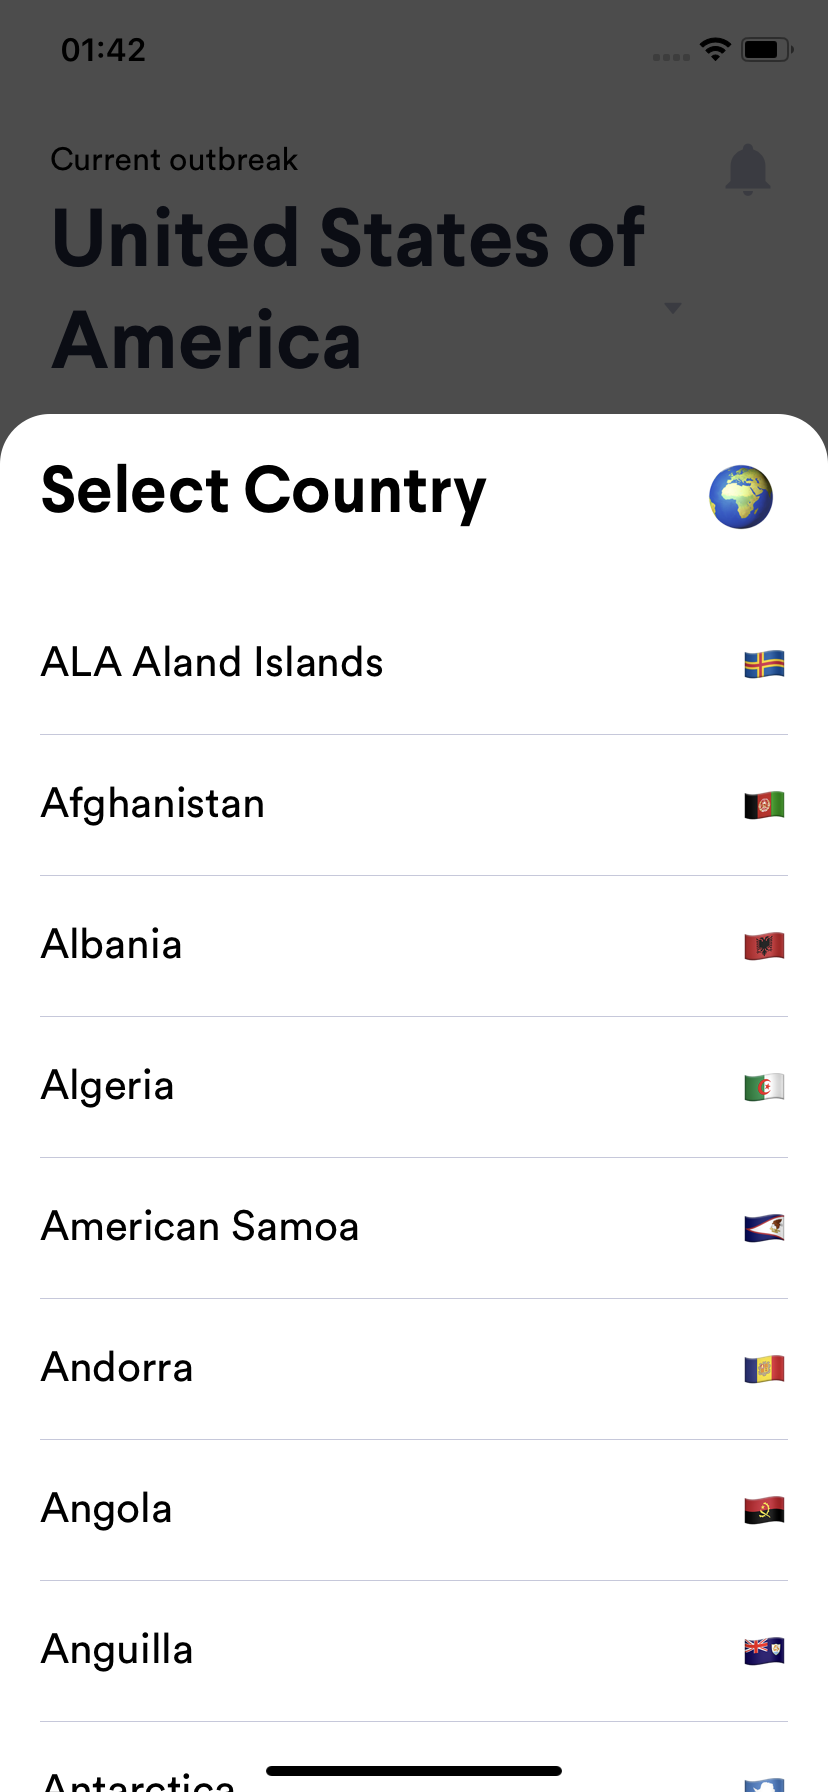 01:42
Current outbreak
United States of
America
Select Country
ALA Aland Islands
Afghanistan
Albania
Algeria
American Samoa
Andorra
Angola
Anguilla
Antarctica